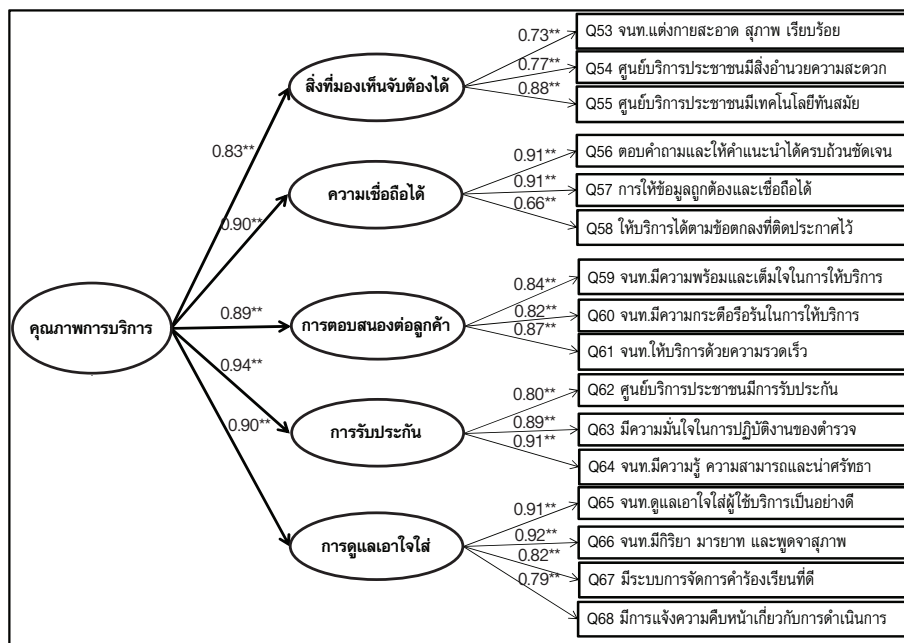 0.73**
Q53 จนท.แต่งกายสะอาด สุภาพ เรียบร้อย
0.77**
Q54 ศูนย์บริการประชาชนมีสิ่งอำนวยความสะดวก
สิ่งที่มองเห็นจับต้องได้
0.88**
Q55 ศูนย์บริการประชาชนมีเทคโนโลยีทันสมัย
0.83**
0.91**
Q56 ตอบคำถามและให้คำแนะนำได้ครบถ้วนชัดเจน
ความเชื่อถือได้
0.91**
Q57 การให้ข้อมูลถูกต้องและเชื่อถือได้
0.66**
Q58 ให้บริการได้ตามข้อตกลงที่ติดประกาศไว้
0.90**
0.84**
Q59 จนท.มีความพร้อมและเต็มใจในการให้บริการ
คุณภาพการบริการ
0.89**
การตอบสนองต่อลูกค้า
0.82**
Q60 จนท.มีความกระตือรือร้นในการให้บริการ
0.87**
Q61 จนท.ให้บริการด้วยความรวดเร็ว
0.94**
0.80**
Q62 ศูนย์บริการประชาชนมีการรับประกัน
การรับประกัน
0.89**
Q63 มีความมั่นใจในการปฏิบัติงานของตำรวจ
0.91**
Q64 จนท.มีความรู้ ความสามารถและน่าศรัทธา
0.90**
0.91**
Q65 จนท.ดูแลเอาใจใส่ผู้ใช้บริการเป็นอย่างดี
การดูแลเอาใจใส่
0.92**
Q66 จนท.มีกิริยา มารยาท และพูดจาสุภาพ
0.82**
Q67 มีระบบการจัดการคำร้องเรียนที่ดี
0.79**
Q68 มีการแจ้งความคืบหน้าเกี่ยวกับการดำเนินการ